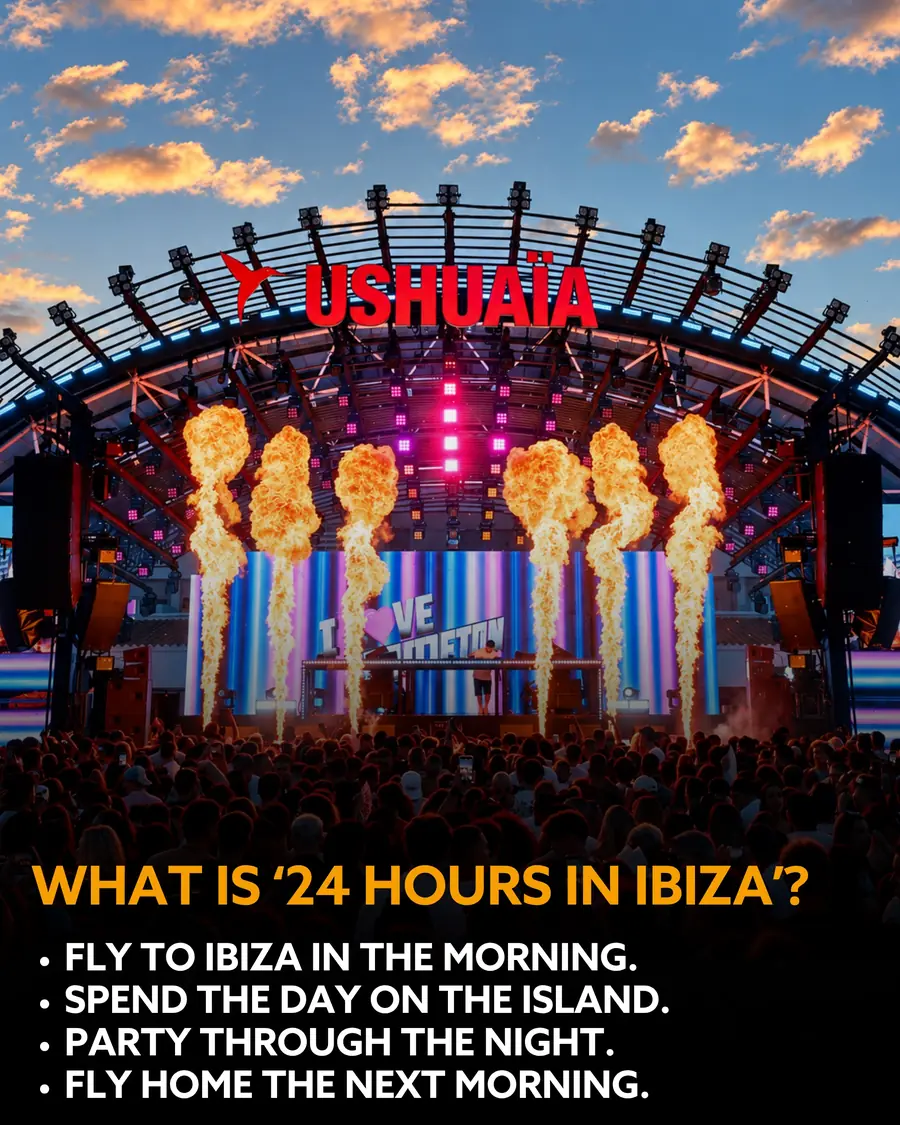 USHUAÏA
I LOVE
WHAT IS ‘24 HOURS IN IBIZA’?
• FLY TO IBIZA IN THE MORNING.
• SPEND THE DAY ON THE ISLAND.
• PARTY THROUGH THE NIGHT.
• FLY HOME THE NEXT MORNING.